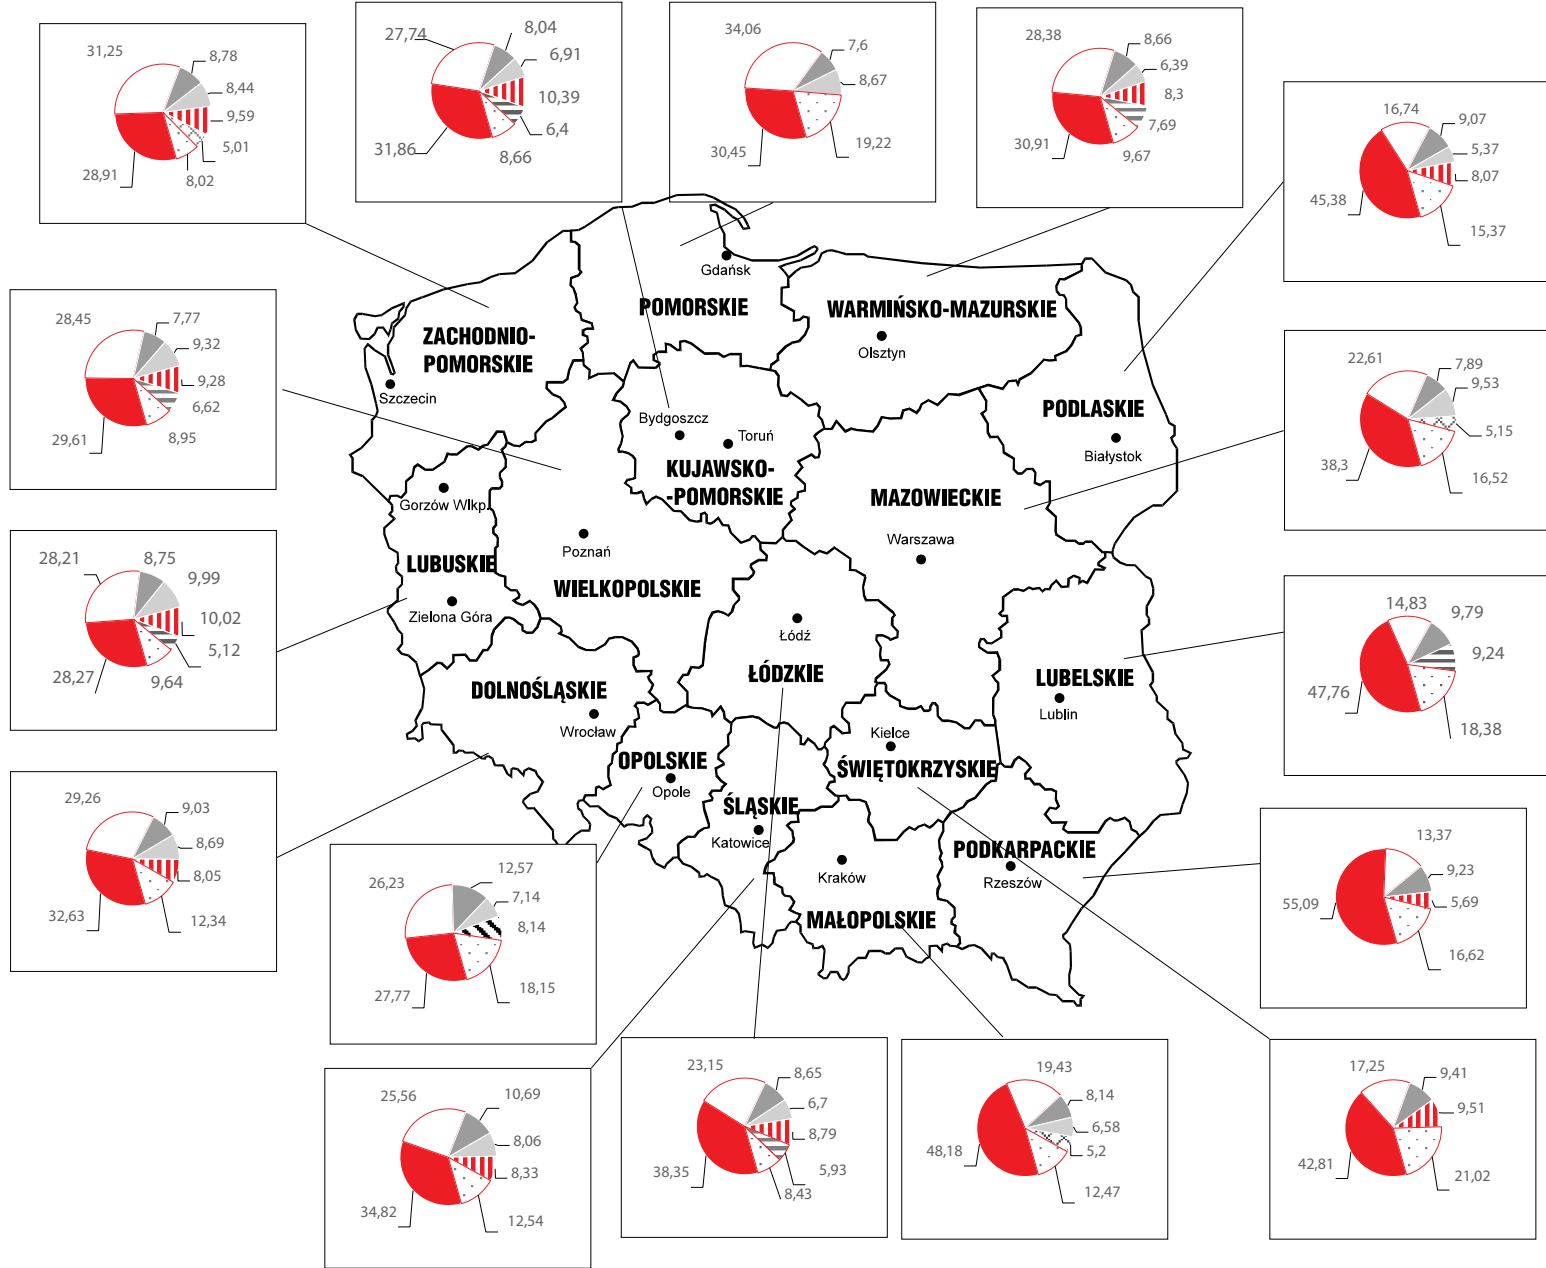 31,25
8,78
8,44
9,59
5,01
8,02
28,91
27,74
8,04
6,91
10,39
6,4
8,66
31,86
34,06
7,6
8,67
19,22
30,45
28,38
8,66
6,39
8,3
7,69
9,67
30,91
16,74
9,07
5,37
8,07
15,37
45,38
28,45
7,77
9,32
9,28
6,62
8,95
29,61
22,61
7,89
9,53
5,15
16,52
38,3
28,21
8,75
9,99
10,02
5,12
9,64
28,27
14,83
9,79
9,24
18,38
47,76
29,26
9,03
8,69
8,05
12,34
32,63
13,37
9,23
5,69
16,62
55,09
26,23
12,57
7,14
8,14
18,15
27,77
25,56
10,69
8,06
8,33
12,54
34,82
23,15
8,65
6,7
8,79
5,93
8,43
38,35
19,43
8,14
6,58
5,2
12,47
48,18
17,25
9,41
9,51
21,02
42,81
Gdańsk
POMORSKIE
WARMIŃSKO-MAZURSKIE
Olsztyn
ZACHODNIO-
POMORSKIE
Szczecin
PODLASKIE
Białystok
Bydgoszcz
Toruń
KUJAWSKO-
-POMORSKIE
MAZOWIECKIE
Warszawa
Gorzów Wlkp.
LUBUSKIE
Zielona Góra
Poznań
WIELKOPOLSKIE
Łódź
ŁÓDZKIE
LUBELSKIE
Lublin
DOLNOŚLĄSKIE
Wrocław
OPOLSKIE
Opole
Kielce
ŚWIĘTOKRZYSKIE
ŚLĄSKIE
Katowice
Kraków
MAŁOPOLSKIE
PODKARPACKIE
Rzeszów